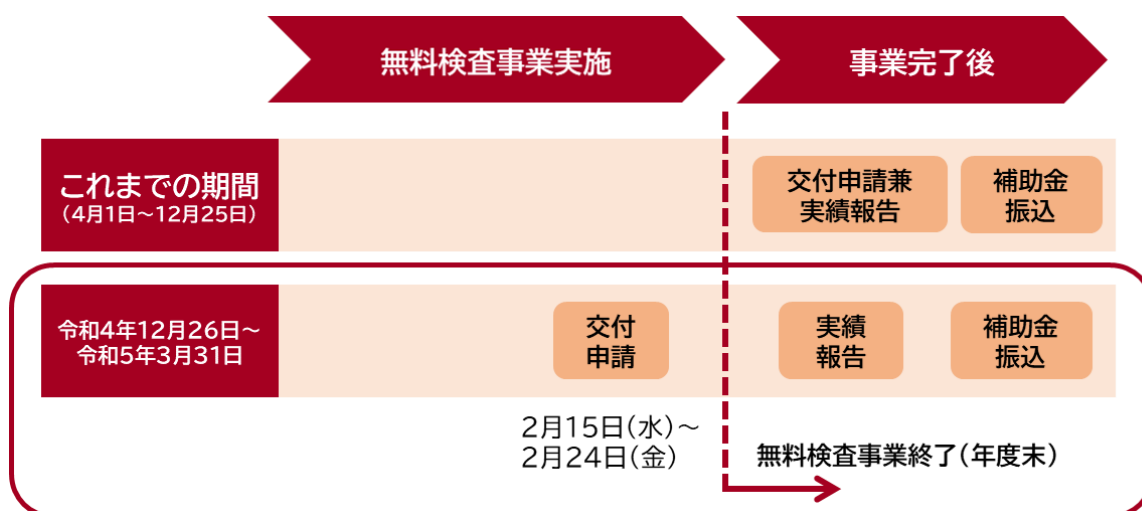 無料検査事業実施
事業完了後
これまでの期間
(4月1日～12月25日)
交付申請兼
実績報告
補助金
振込
令和4年12月26日～
令和5年3月31日
交付
申請
実績
報告
補助金
振込
2月15日(水)～
2月24日(金)
無料検査事業終了(年度末)